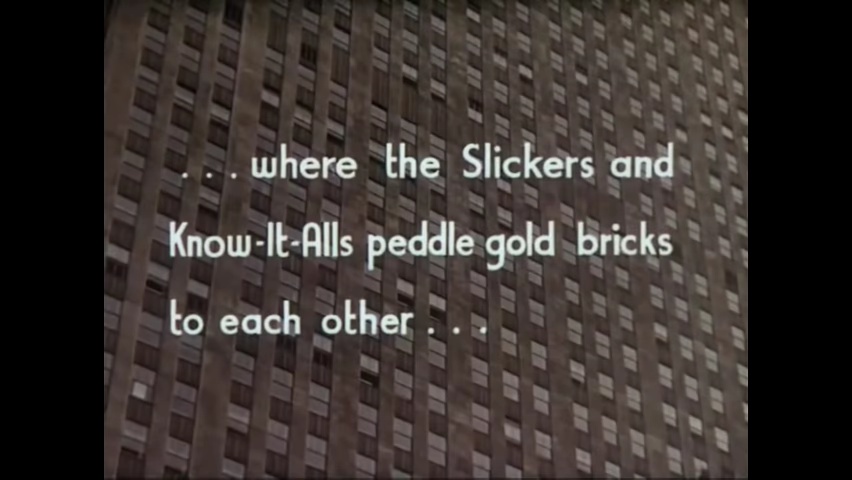 . . . where the Slickers and
Know-It-Alls peddle gold bricks
to each other . . .